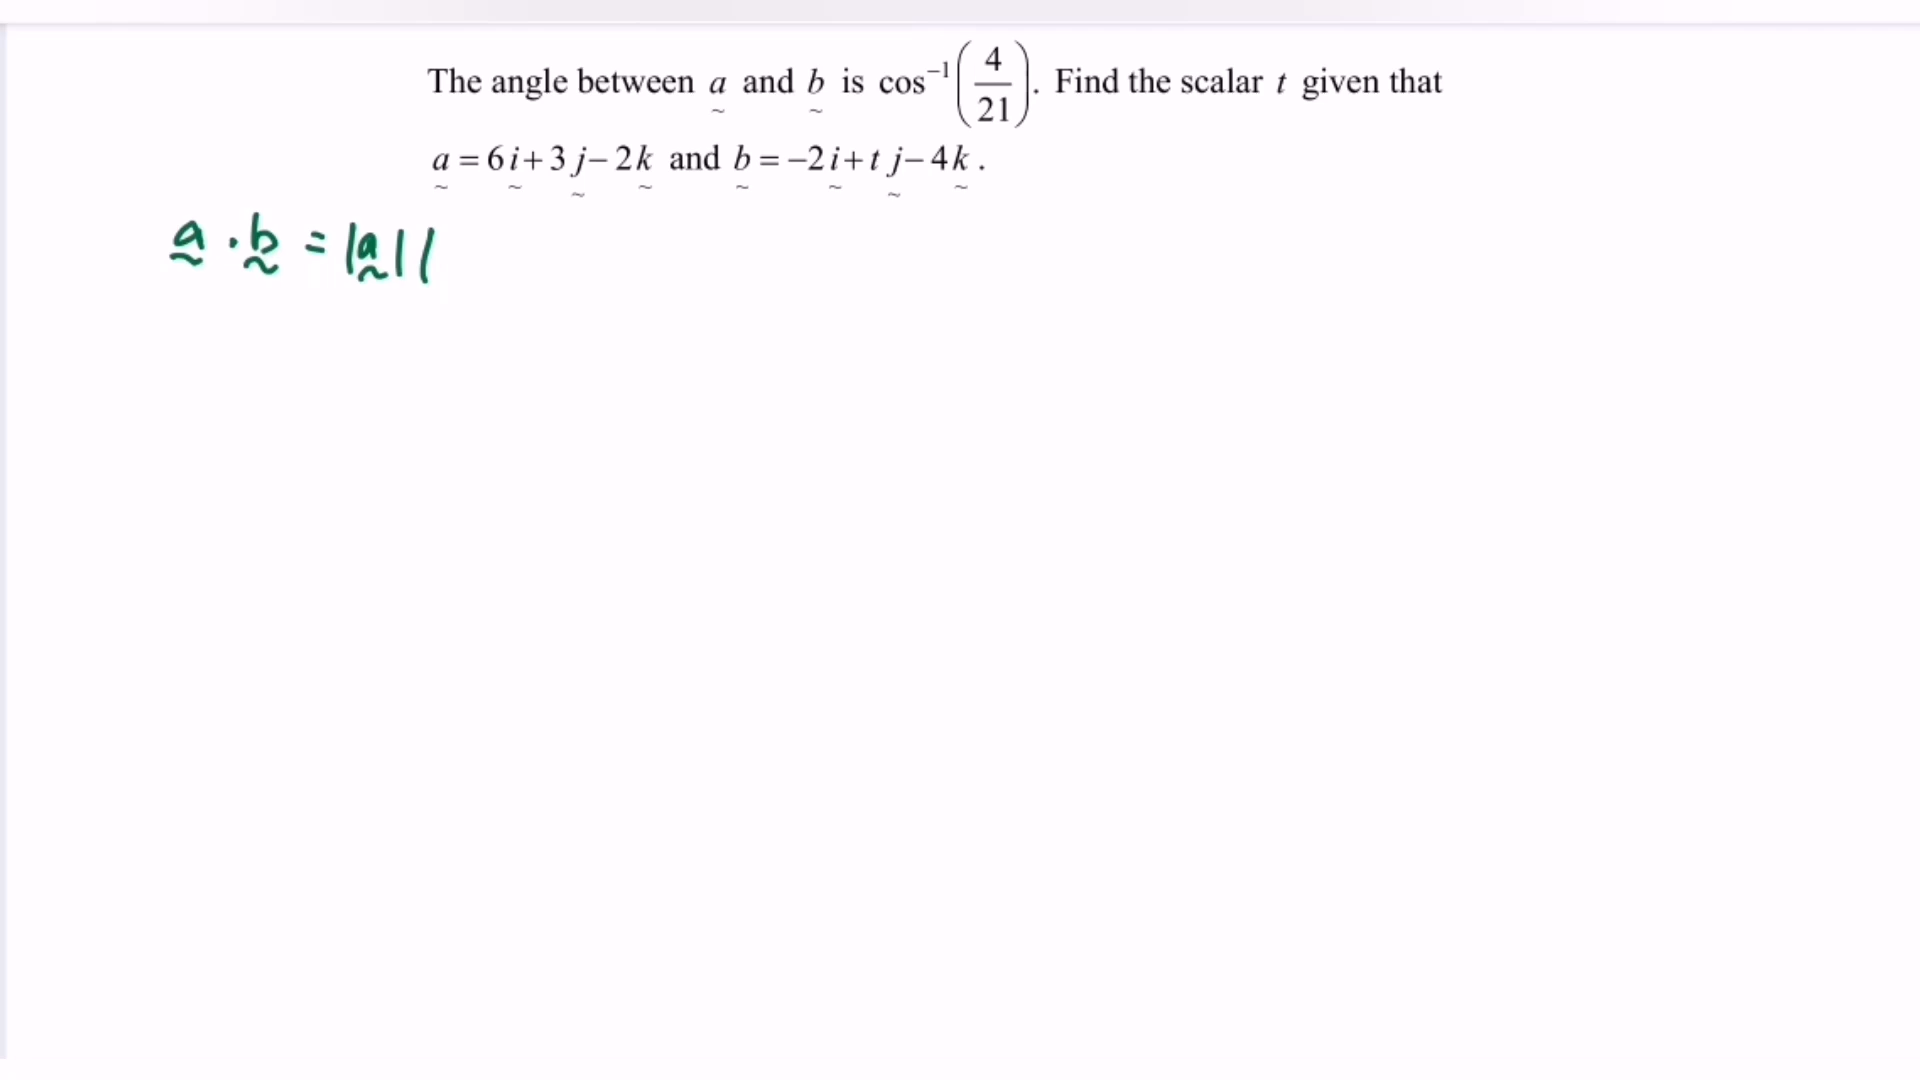 The angle between a and b is cos⁻¹(4/21). Find the scalar t given that
a = 6i + 3j − 2k and b = −2i + t j − 4k.
a · b = |a| |